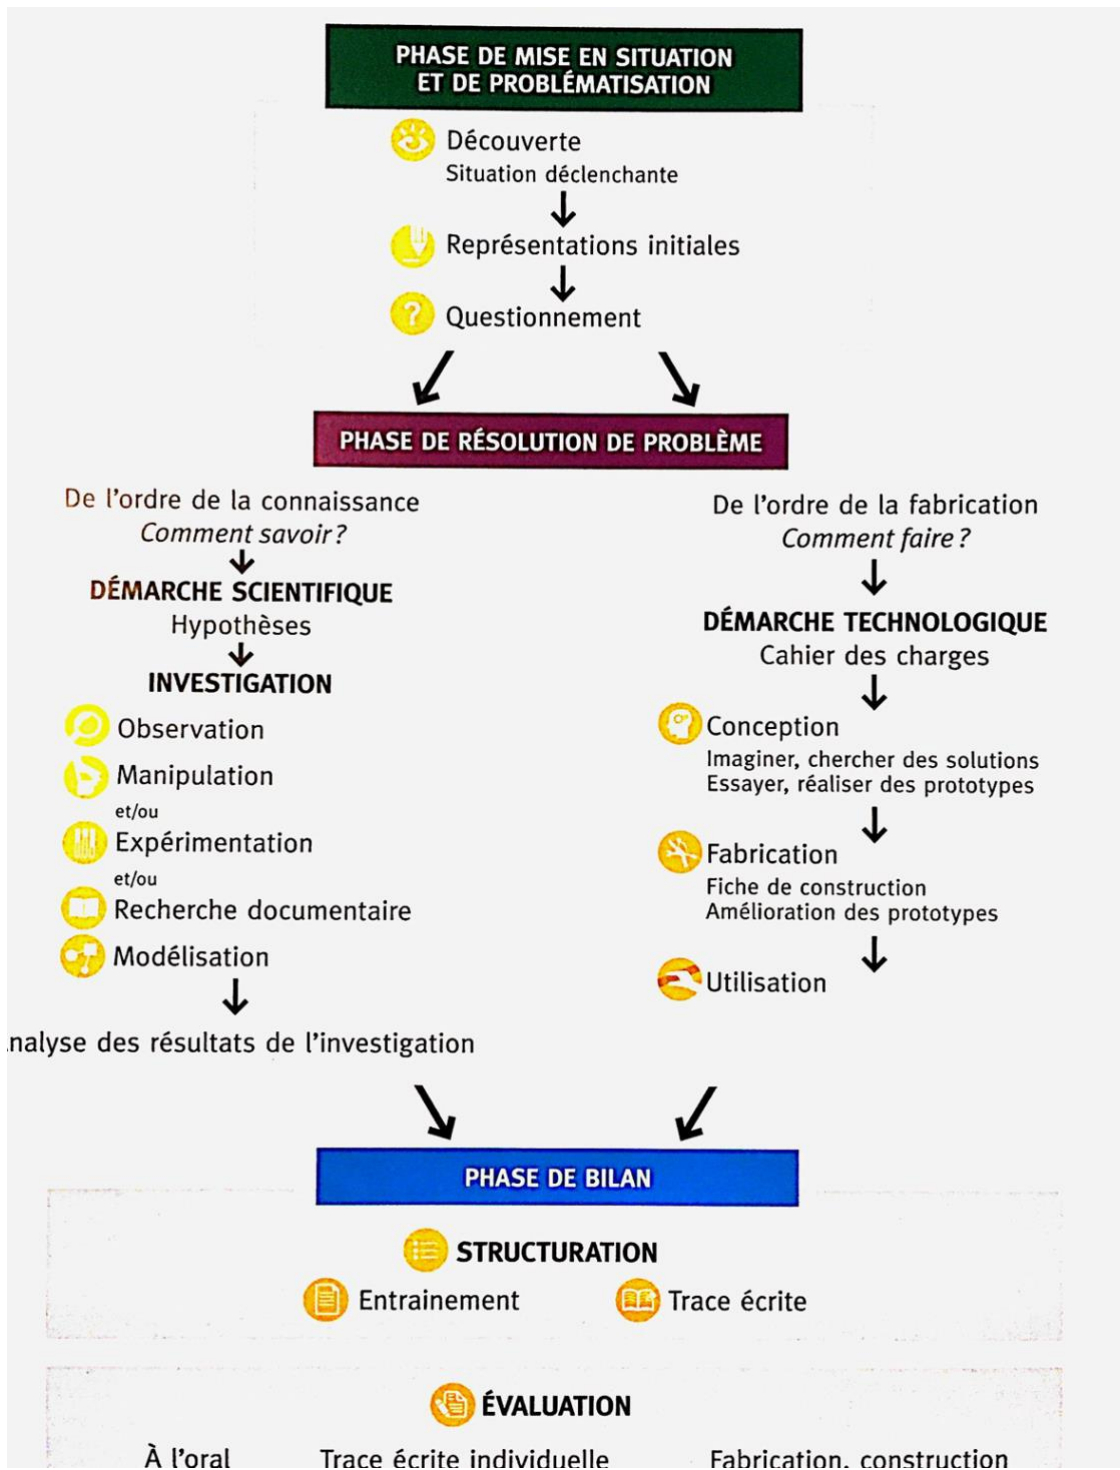 PHASE DE MISE EN SITUATION
ET DE PROBLÉMATISATION
Découverte
Situation déclenchante
Représentations initiales
?
Questionnement
PHASE DE RÉSOLUTION DE PROBLÈME
De l'ordre de la connaissance
Comment savoir ?
DÉMARCHE SCIENTIFIQUE
Hypothèses
INVESTIGATION
Observation
Manipulation
et/ou
Expérimentation
et/ou
Recherche documentaire
Modélisation
nalyse des résultats de l'investigation
De l'ordre de la fabrication
Comment faire ?
DÉMARCHE TECHNOLOGIQUE
Cahier des charges
Conception
Imaginer, chercher des solutions
Essayer, réaliser des prototypes
Fabrication
Fiche de construction
Amélioration des prototypes
Utilisation
PHASE DE BILAN
STRUCTURATION
Entrainement
Trace écrite
ÉVALUATION
À l'oral
Trace écrite individuelle
Fabrication, construction